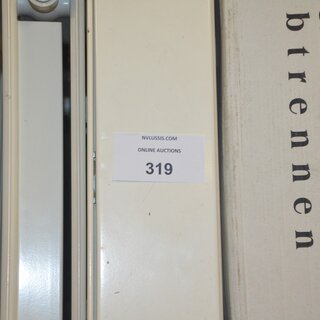 NVLUSSIS.COM
ONLINE AUCTIONS
319
btrennen